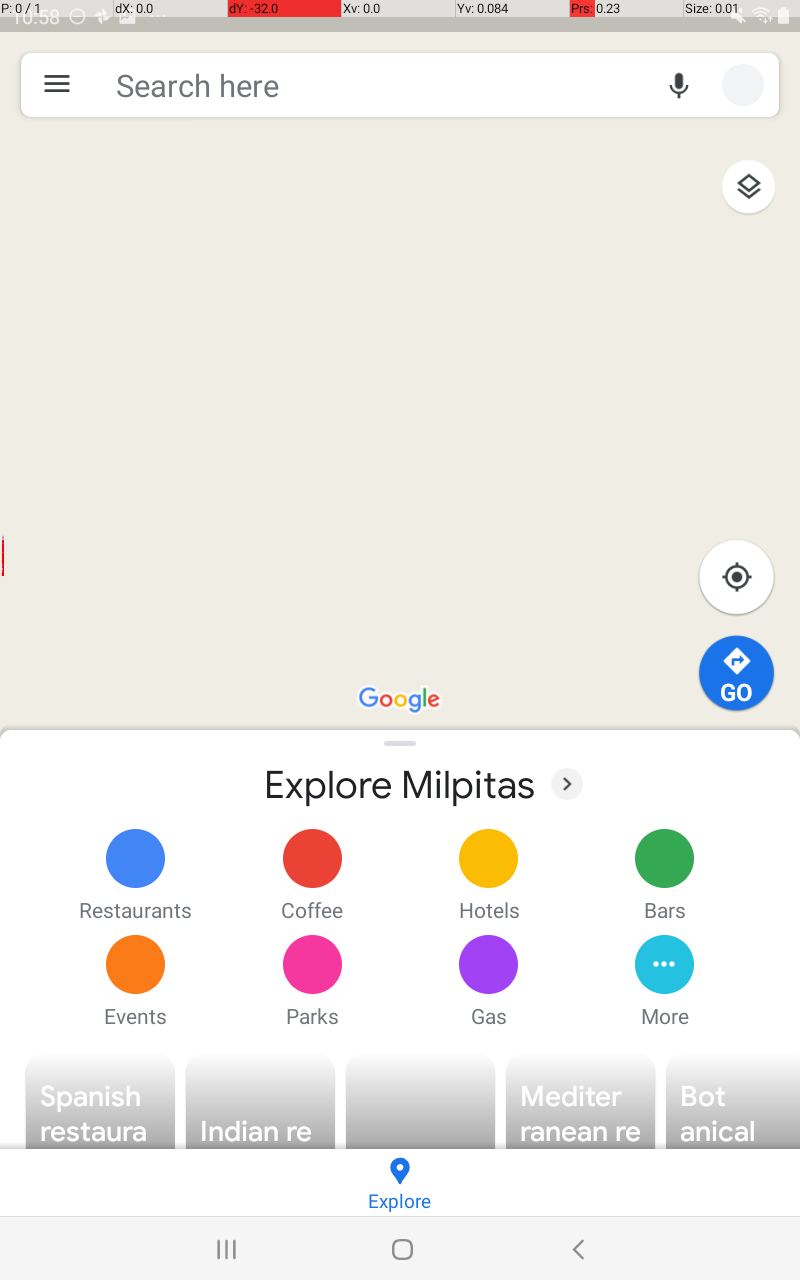 P: 0 / 1 dX: 0.0 dY: -32.0 Xv: 0.0 Yv: 0.084 Prs: 0.23 Size: 0.01
10:58
Search here
GO
Google
Explore Milpitas
Restaurants Coffee Hotels Bars
Events Parks Gas More
Spanish
restaura
Indian re
Mediter
ranean re
Bot
anical
Explore